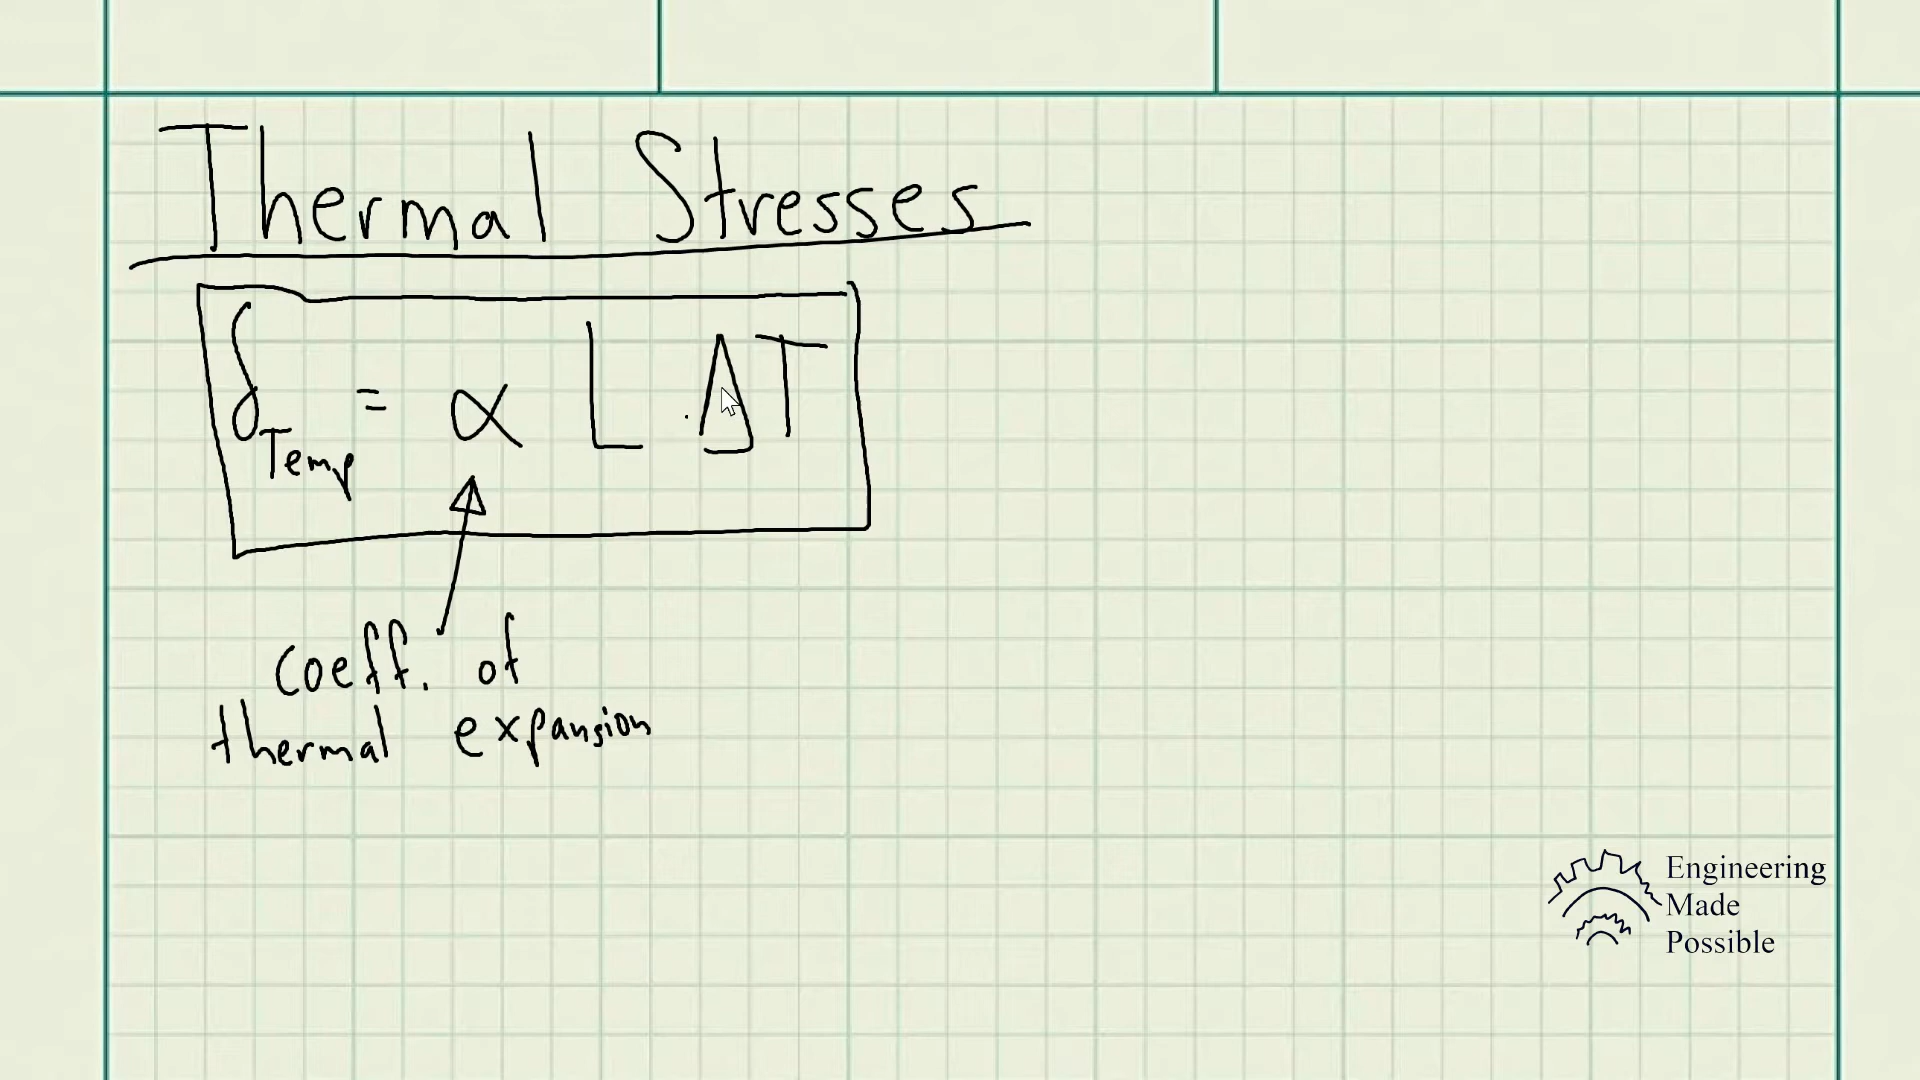 Thermal Stresses
δTemp = α L ΔT
Coeff. of
thermal expansion
Engineering
Made
Possible